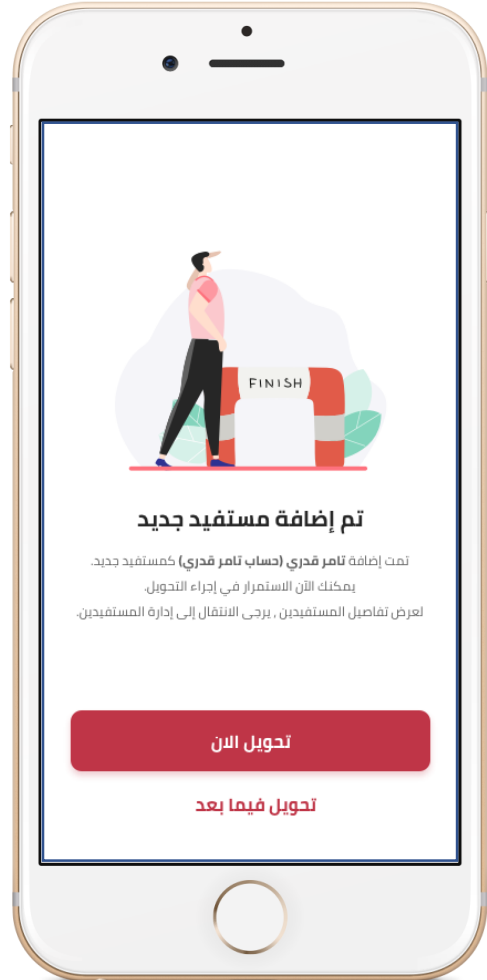 FINISH
تم إضافة مستفيد جديد
تمت إضافة تامر قدري (حساب تامر قدري) كمستفيد جديد.
يمكنك الآن الاستمرار في إجراء التحويل.
لعرض تفاصيل المستفيدين , يرجى الانتقال إلى إدارة المستفيدين.
تحويل الان
تحويل فيما بعد